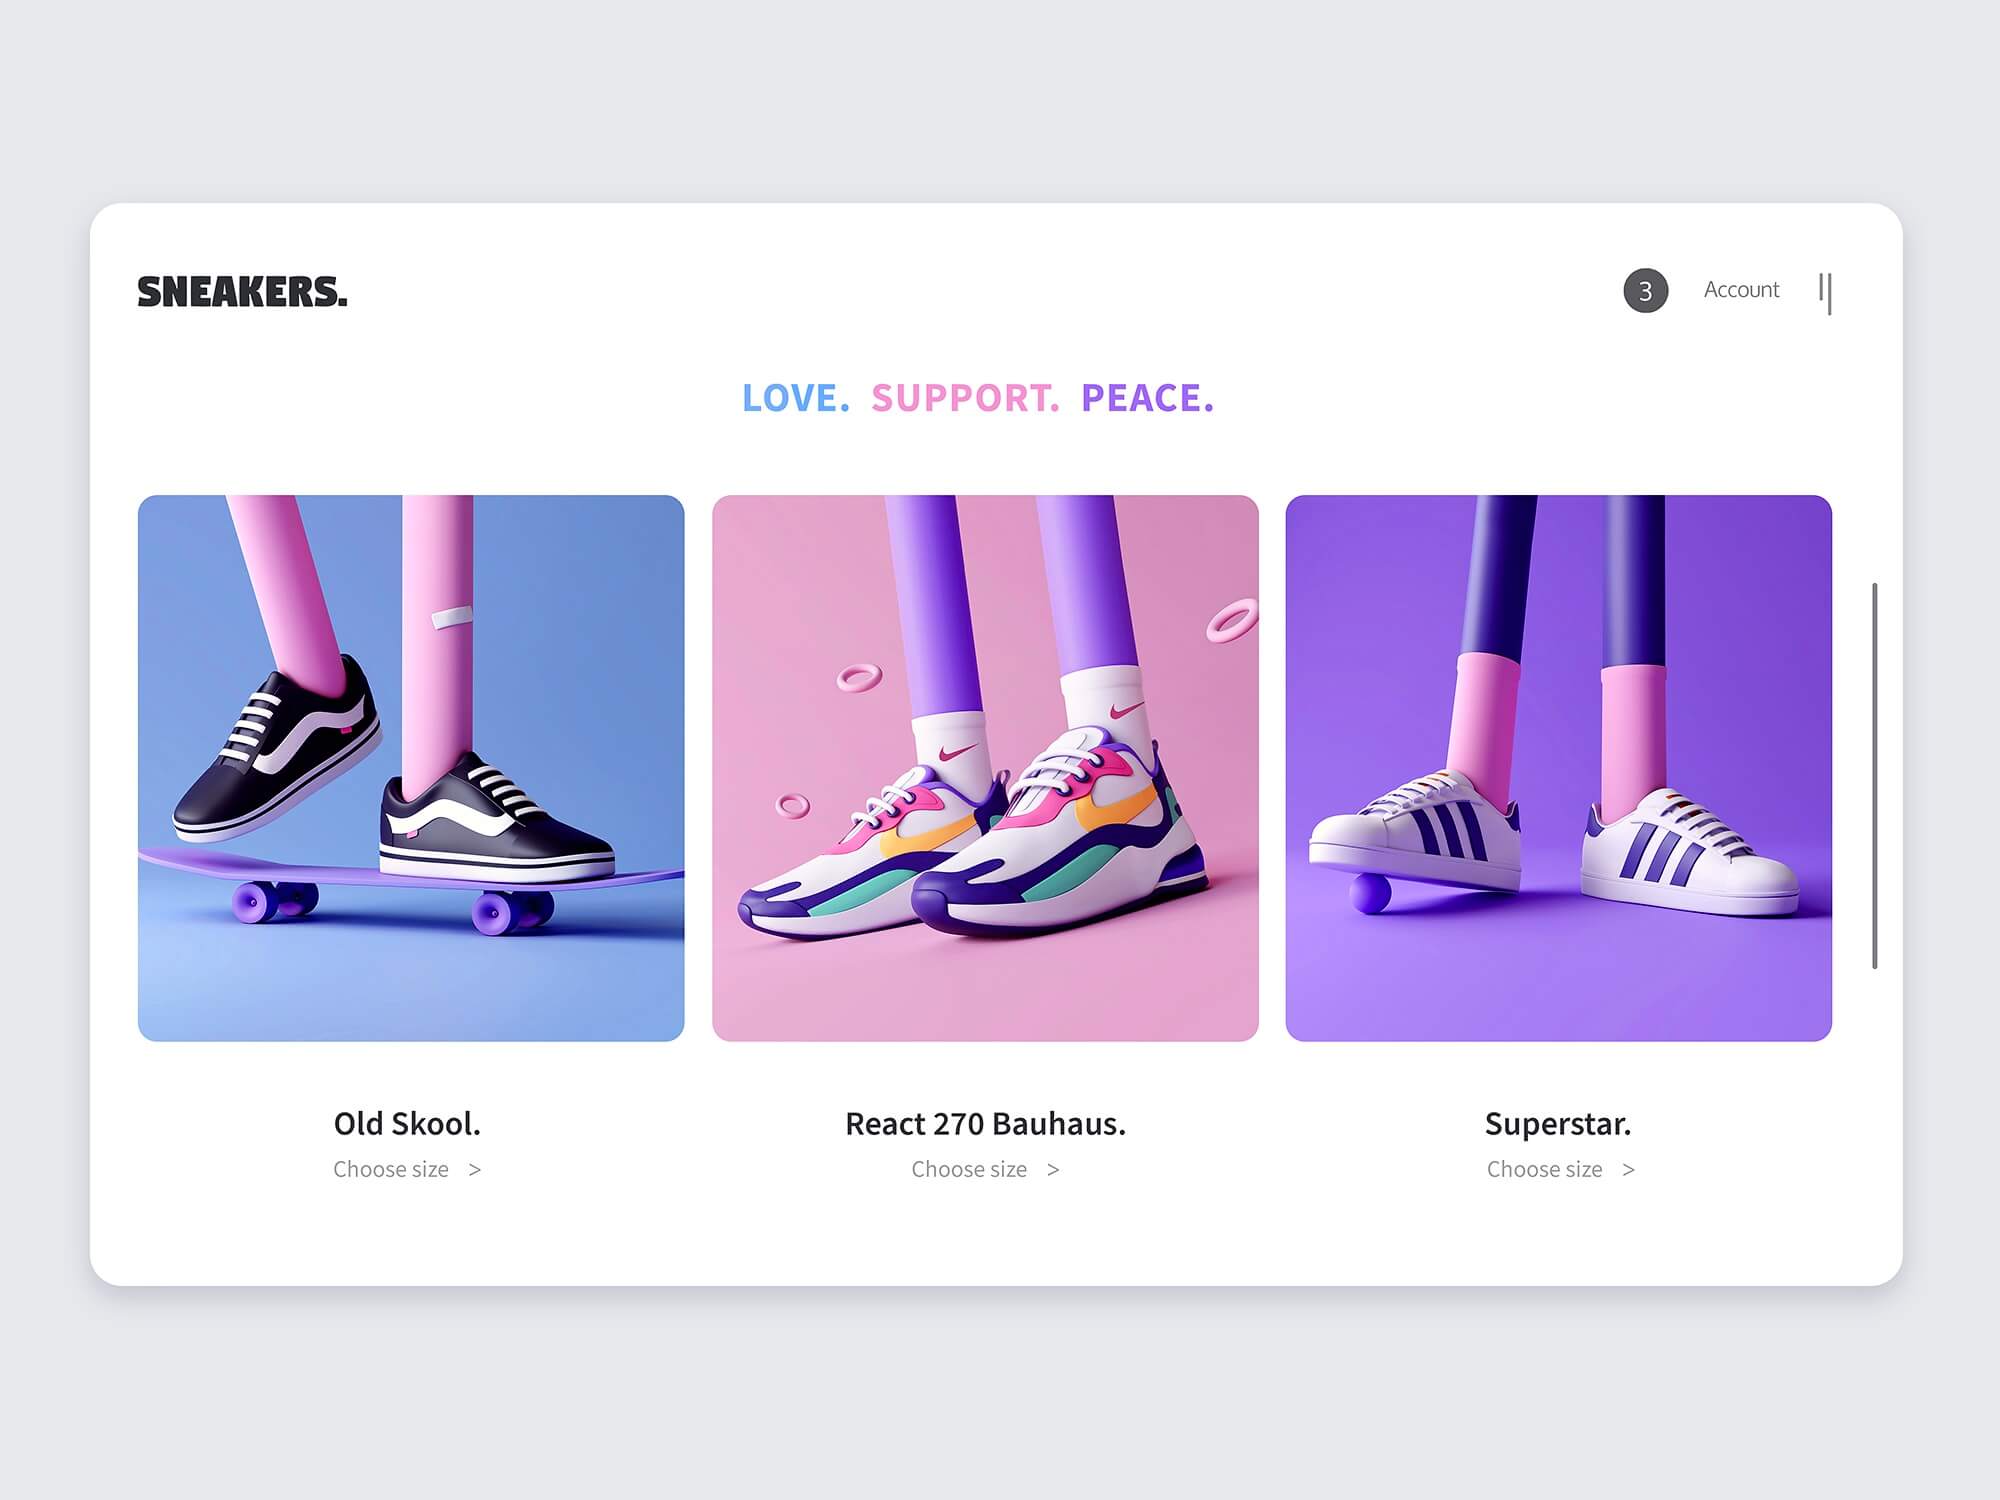 SNEAKERS.
3 Account
LOVE. SUPPORT. PEACE.
Old Skool.
Choose size >
React 270 Bauhaus.
Choose size >
Superstar.
Choose size >